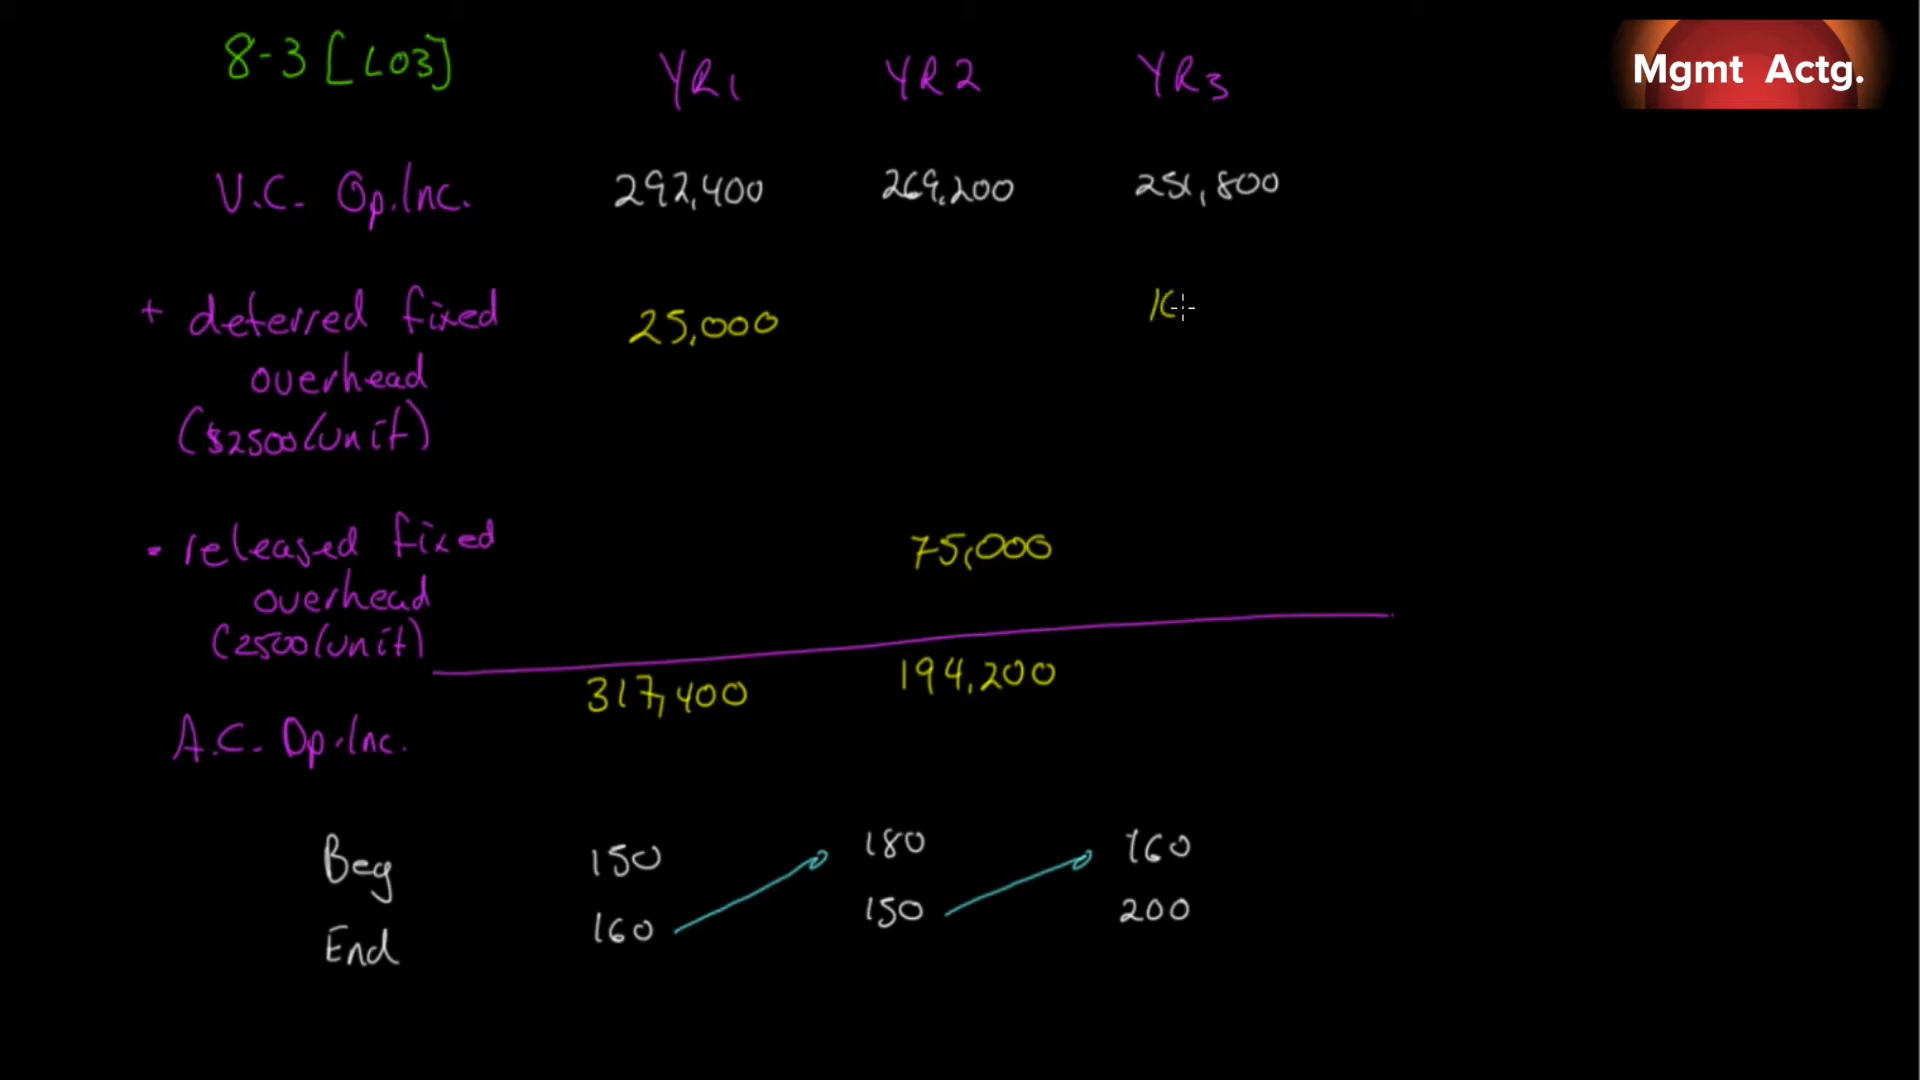 8-3 [LO3] YR1 YR2 YR3 Mgmt Actg.
V.C. Op.Inc. 292,400 269,200 251,800
+ deferred fixed 25,000 10
overhead
($2500/unit)
- released fixed 75,000
overhead
(2500/unit)
317,400 194,200
A.C. Op.Inc.
Beg 150 180 160
End 160 150 200